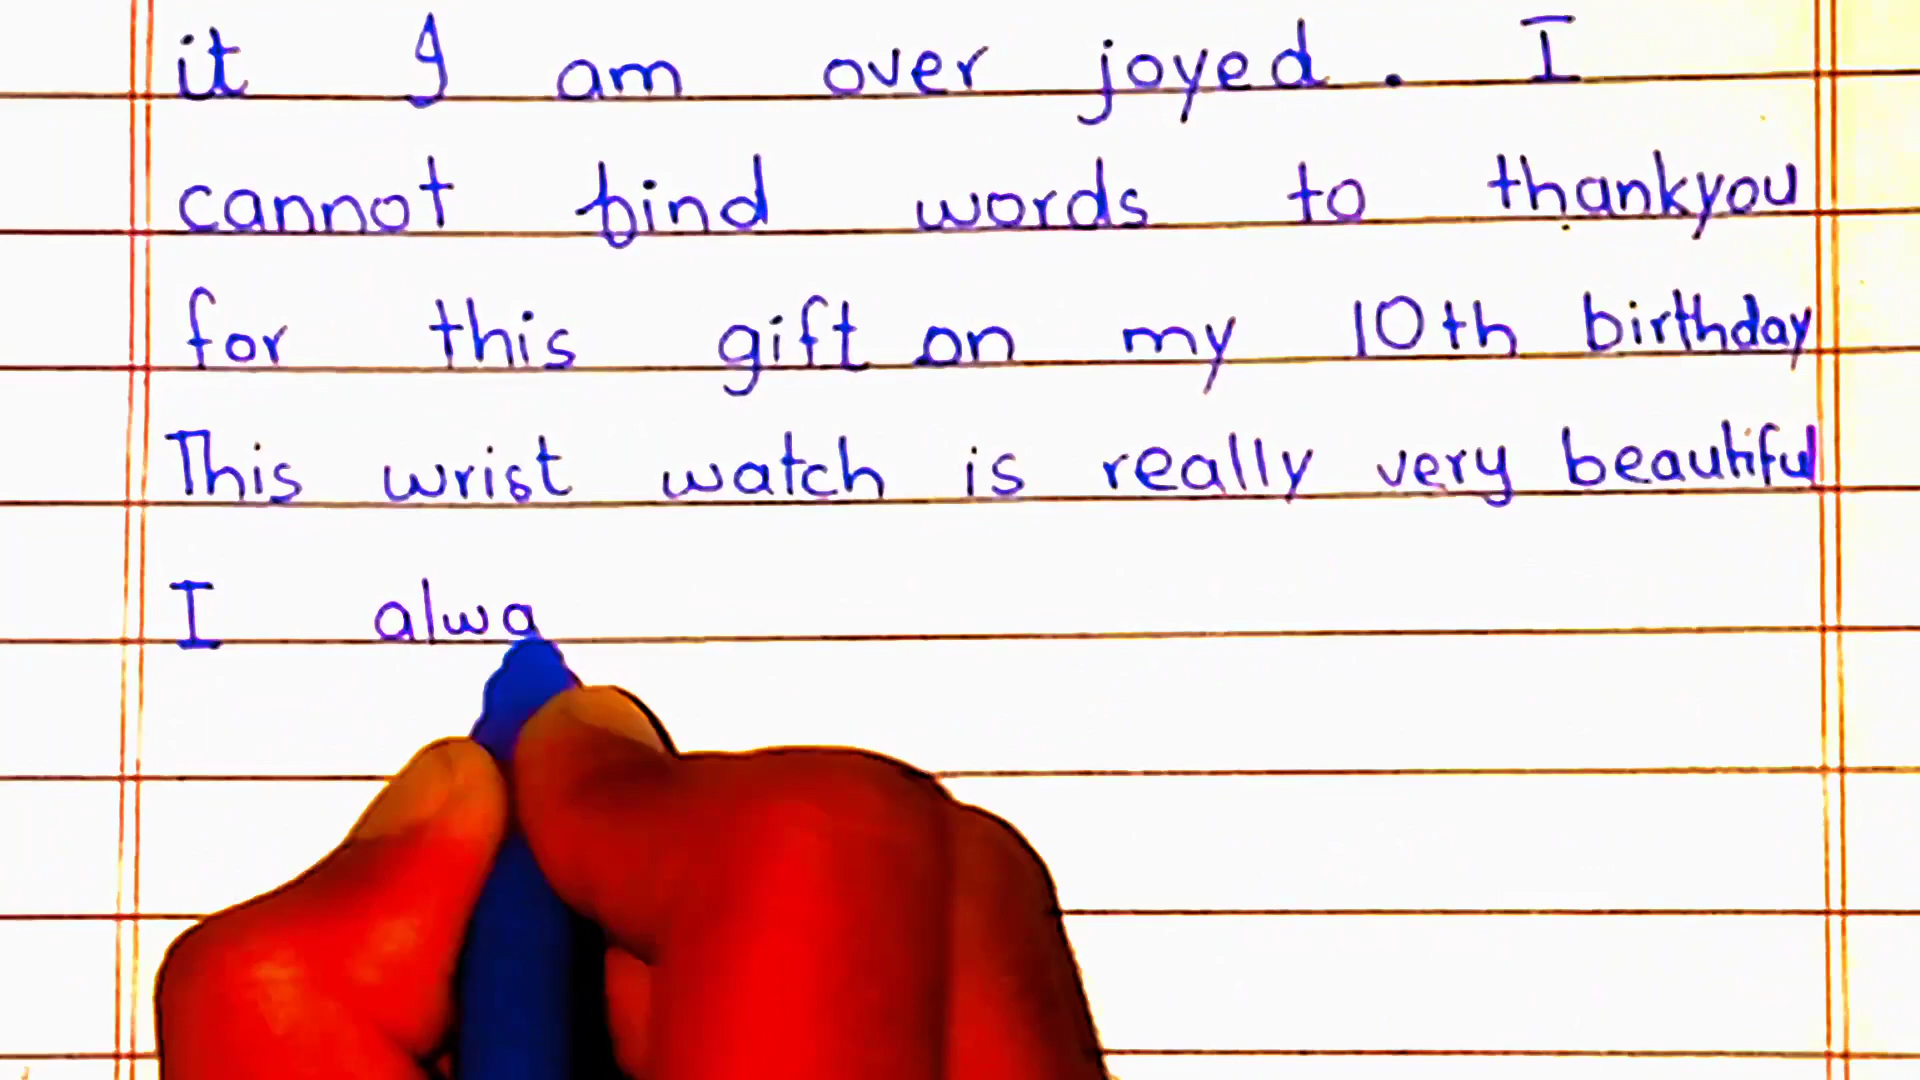 it I am over joyed. I
cannot find words to thankyou
for this gift on my 10th birthday
This wrist watch is really very beautiful
I alwa